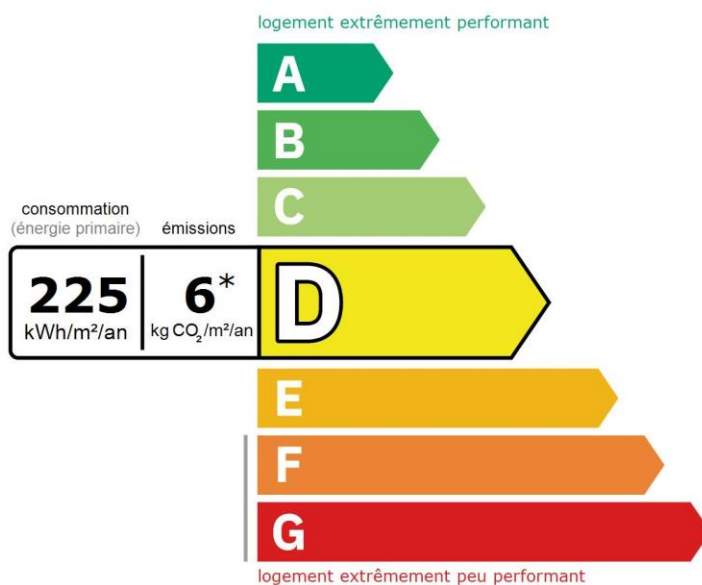 logement extrêmement performant
A
B
C
consommation
(énergie primaire)
émissions
225
kWh/m²/an
6*
kg CO₂/m²/an
D
E
F
G
logement extrêmement peu performant